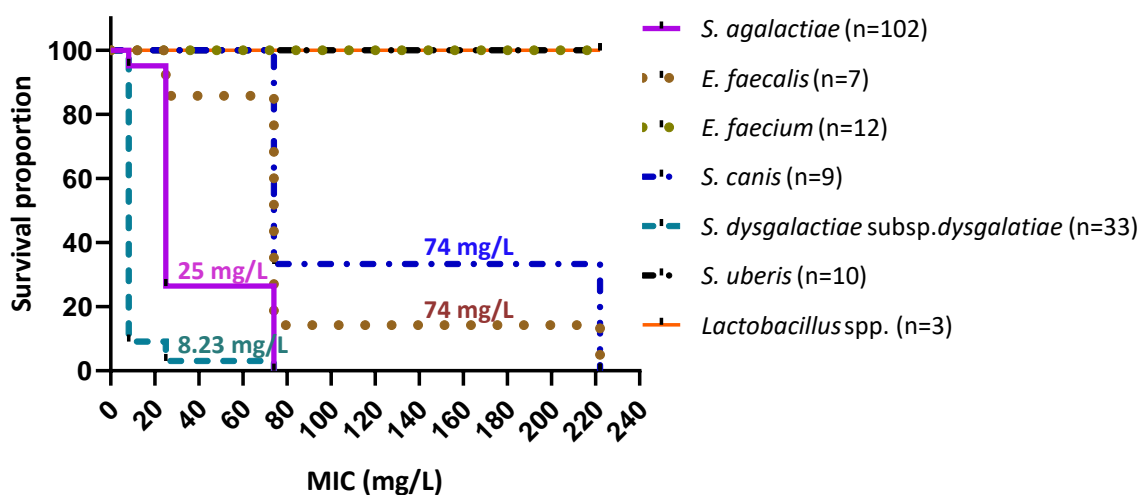 Survival proportion
100
80
60
40
20
0
25 mg/L
8.23 mg/L
74 mg/L
74 mg/L
0 20 40 60 80 100 120 140 160 180 200 220 240
MIC (mg/L)
S. agalactiae (n=102)
E. faecalis (n=7)
E. faecium (n=12)
S. canis (n=9)
S. dysgalactiae subsp.dysgalatiae (n=33)
S. uberis (n=10)
Lactobacillus spp. (n=3)